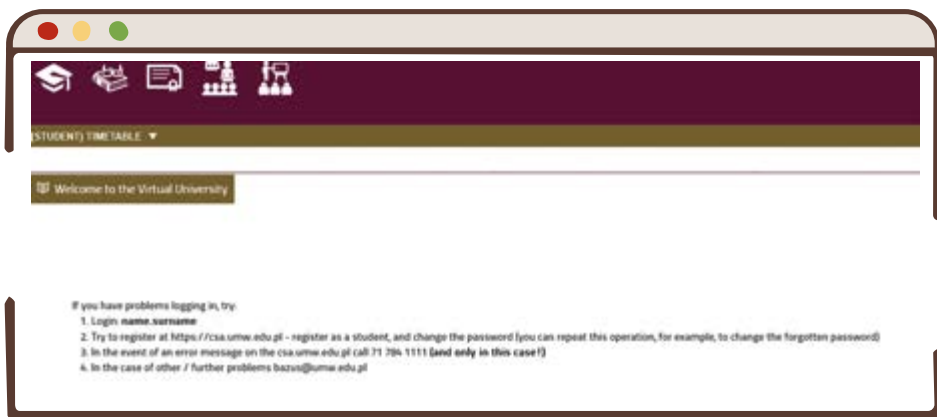 (STUDENT) TIMETABLE
Welcome to the Virtual University
If you have problems logging in, try:
1. Login: name.surname
2. Try to register at https://csa.umw.edu.pl - register as a student, and change the password (you can repeat this operation, for example, to change the forgotten password)
3. In the event of an error message on the csa.umw.edu.pl call 71 784 1111 (and only in this case!)
4. In the case of other / further problems bazus@umw.edu.pl